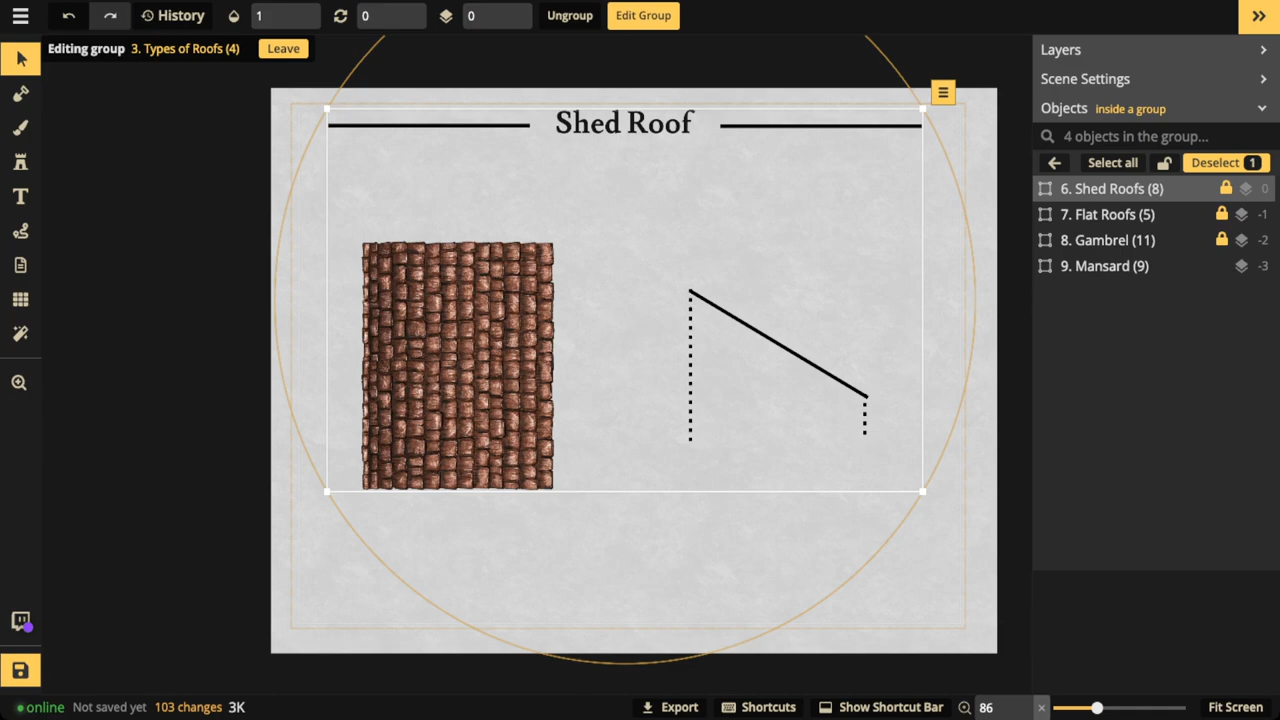 History
1
0
0
Ungroup
Edit Group
Editing group 3. Types of Roofs (4)
Leave
Layers
Scene Settings
Objects inside a group
4 objects in the group...
Select all
Deselect 1
6. Shed Roofs (8) 0
7. Flat Roofs (5) -1
8. Gambrel (11) -2
9. Mansard (9) -3
Shed Roof
online
Not saved yet
103 changes
3K
Export
Shortcuts
Show Shortcut Bar
86
Fit Screen